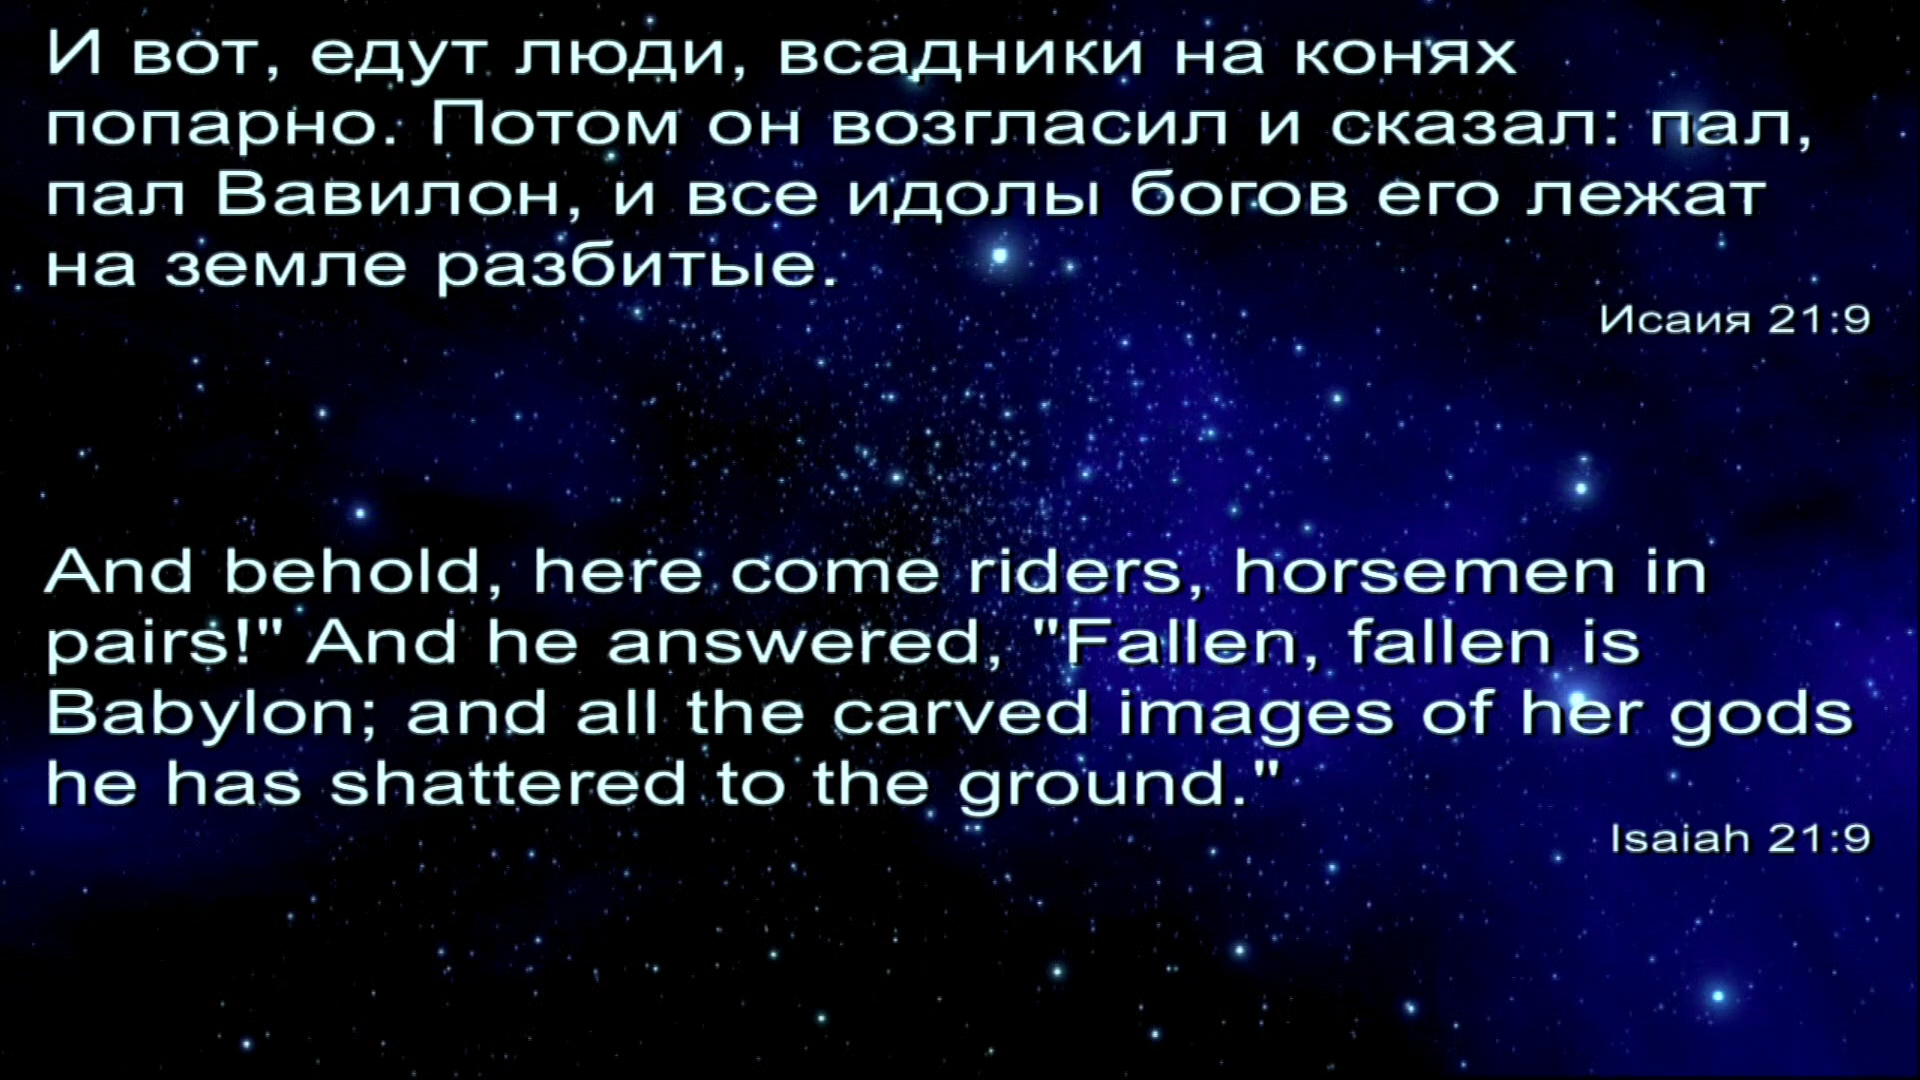 И вот, едут люди, всадники на конях
попарно. Потом он возгласил и сказал: пал,
пал Вавилон, и все идолы богов его лежат
на земле разбитые.
Исаия 21:9
And behold, here come riders, horsemen in
pairs!" And he answered, "Fallen, fallen is
Babylon; and all the carved images of her gods
he has shattered to the ground."
Isaiah 21:9